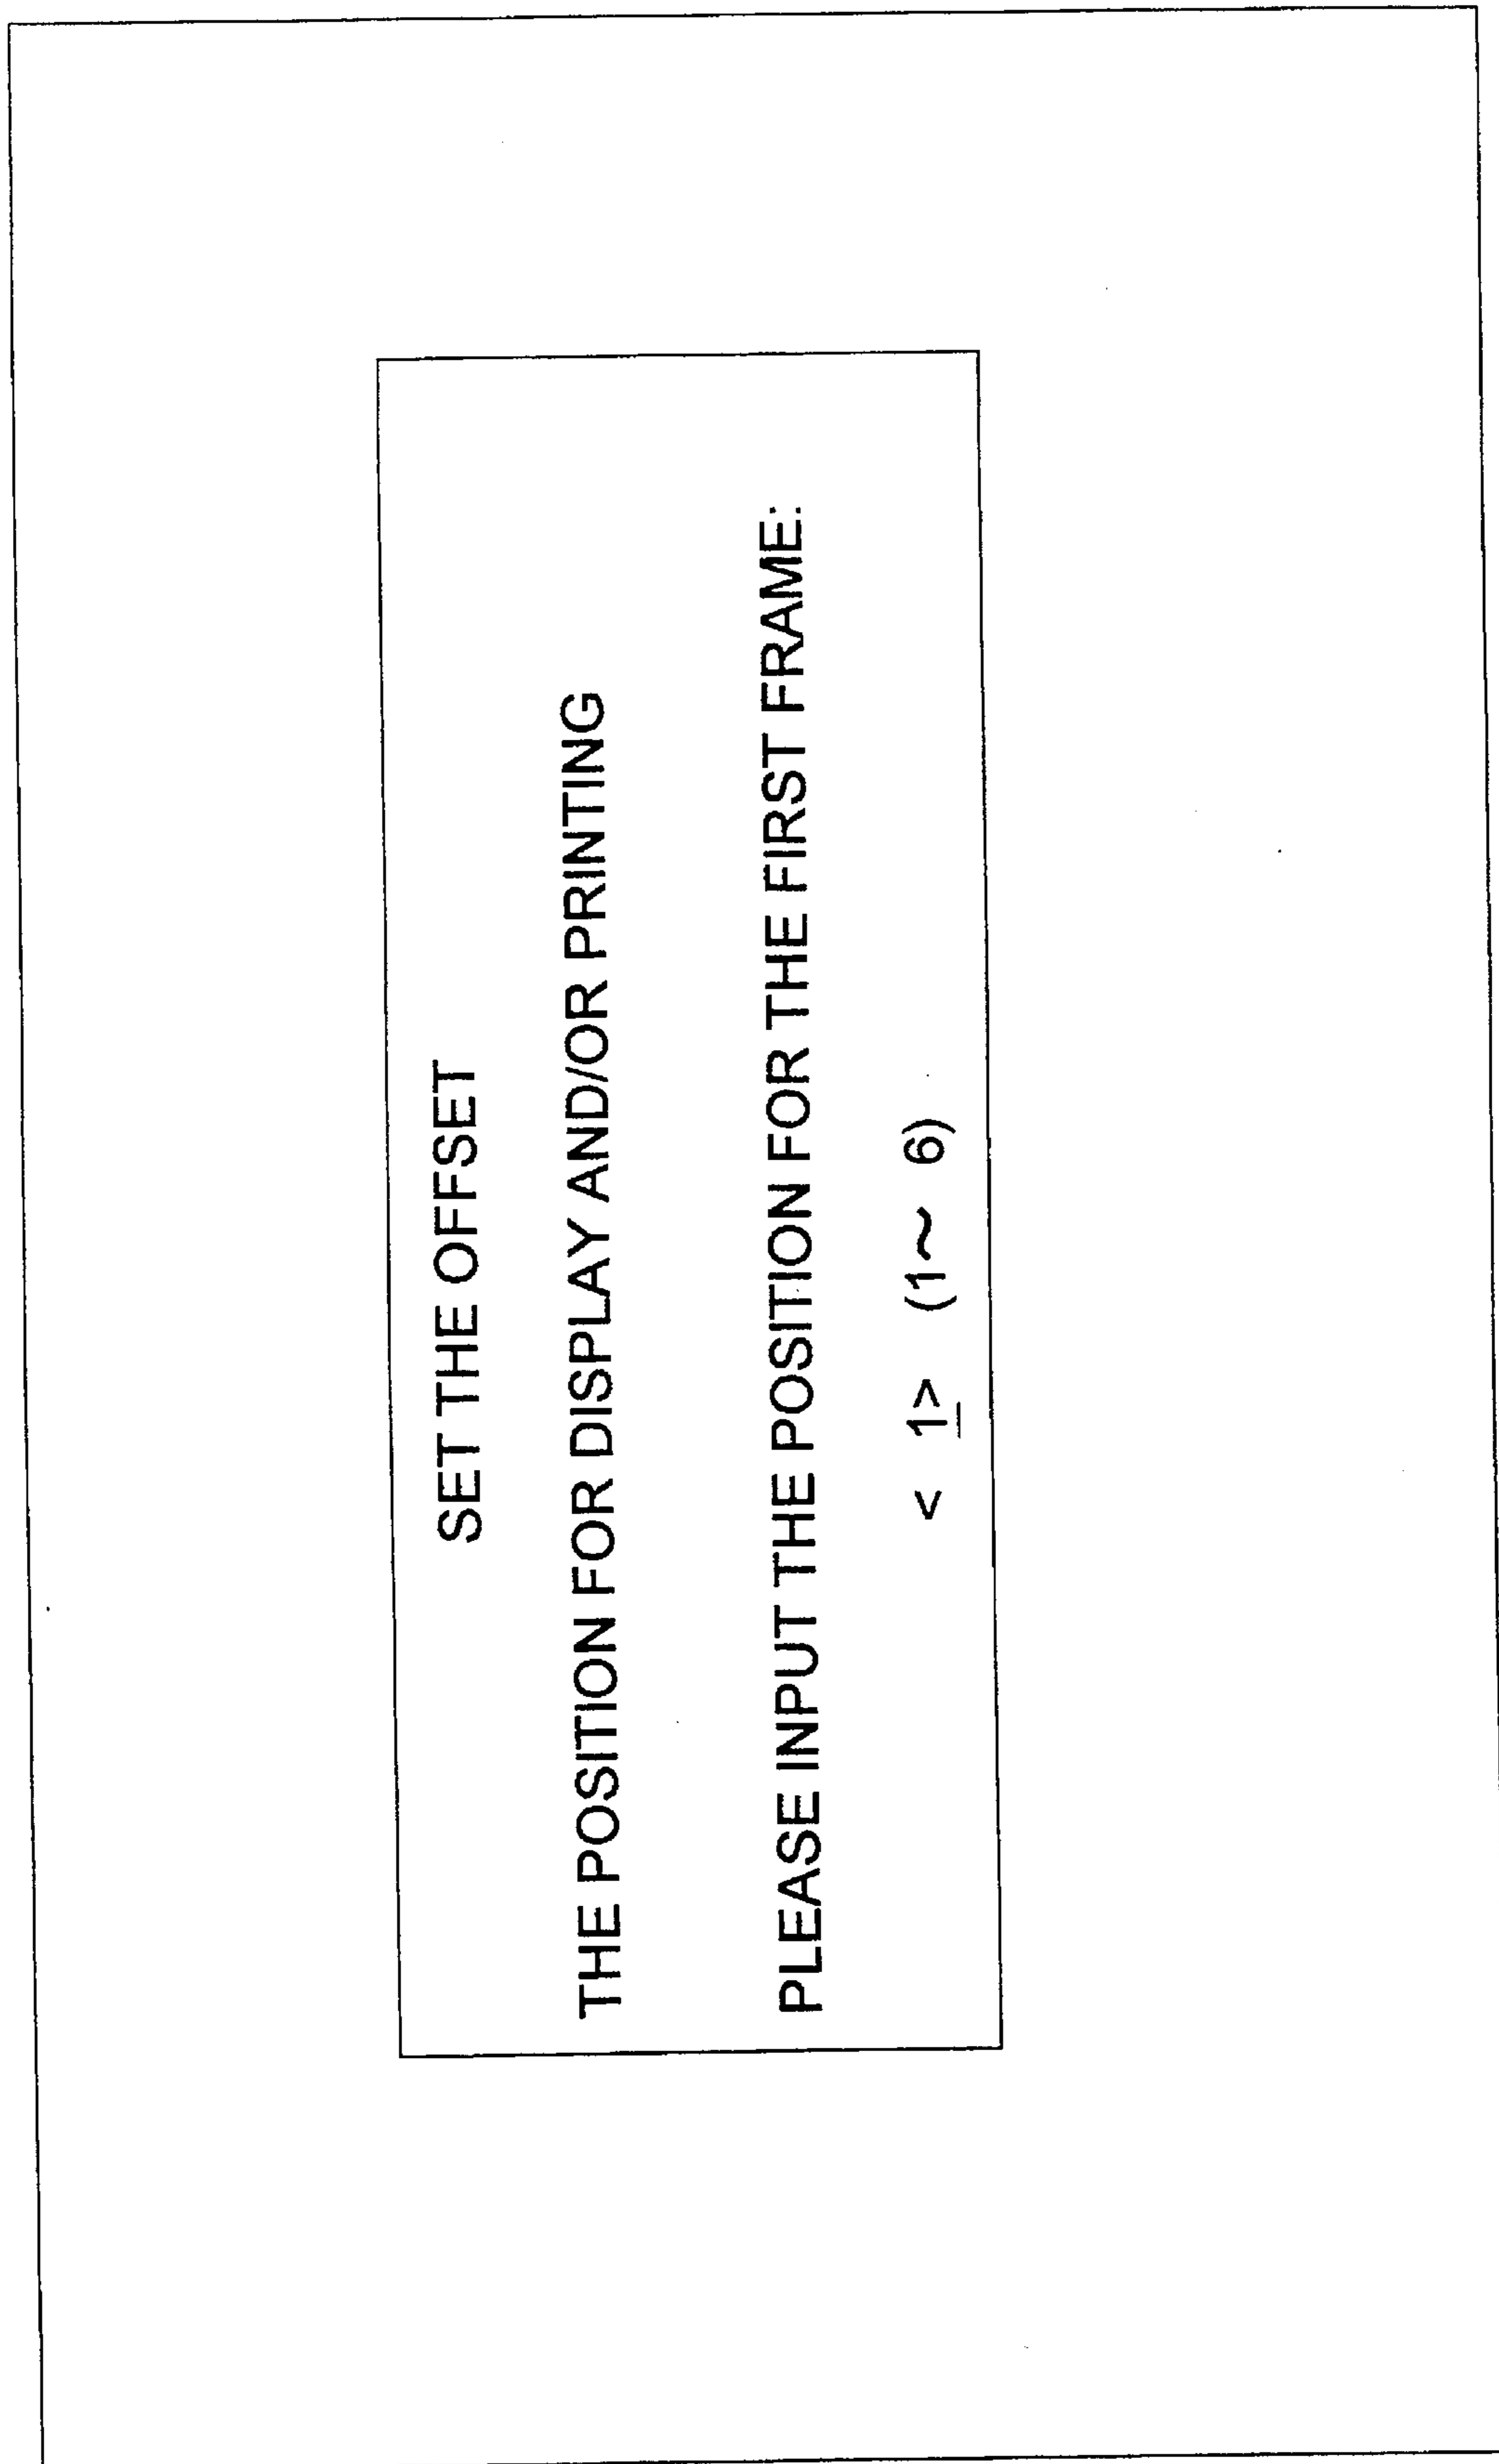 SET THE OFFSET
THE POSITION FOR DISPLAY AND/OR PRINTING
PLEASE INPUT THE POSITION FOR THE FIRST FRAME:
< 1> (1~ 6)